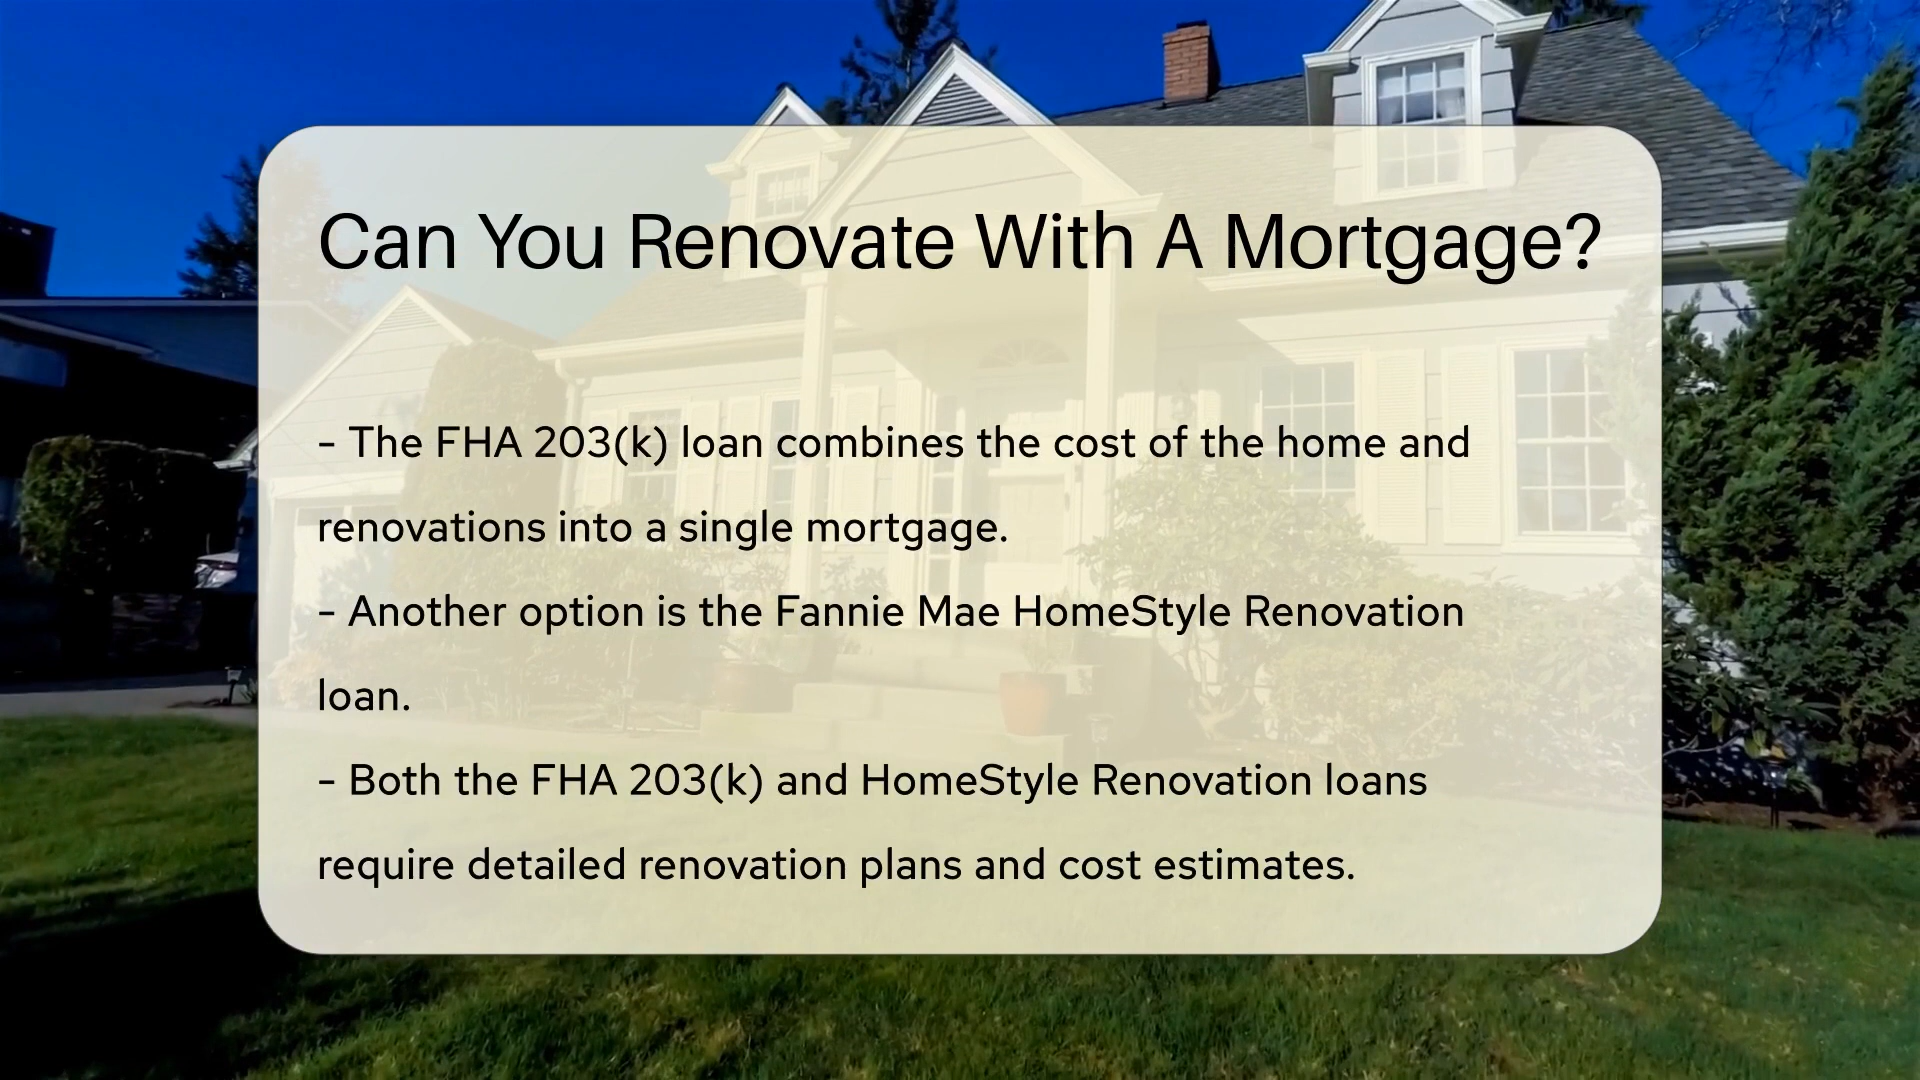 Can You Renovate With A Mortgage?
– The FHA 203(k) loan combines the cost of the home and
renovations into a single mortgage.
– Another option is the Fannie Mae HomeStyle Renovation
loan.
– Both the FHA 203(k) and HomeStyle Renovation loans
require detailed renovation plans and cost estimates.